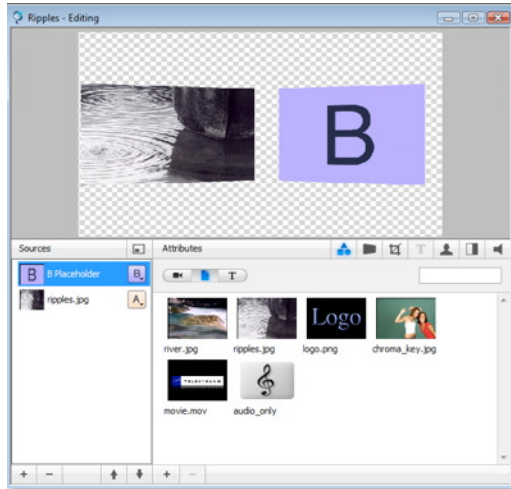 Ripples - Editing
B
Sources
Attributes
B B Placeholder B
T
ripples.jpg A
T
river.jpg ripples.jpg logo.png chroma_key.jpg
Logo
movie.mov audio_only